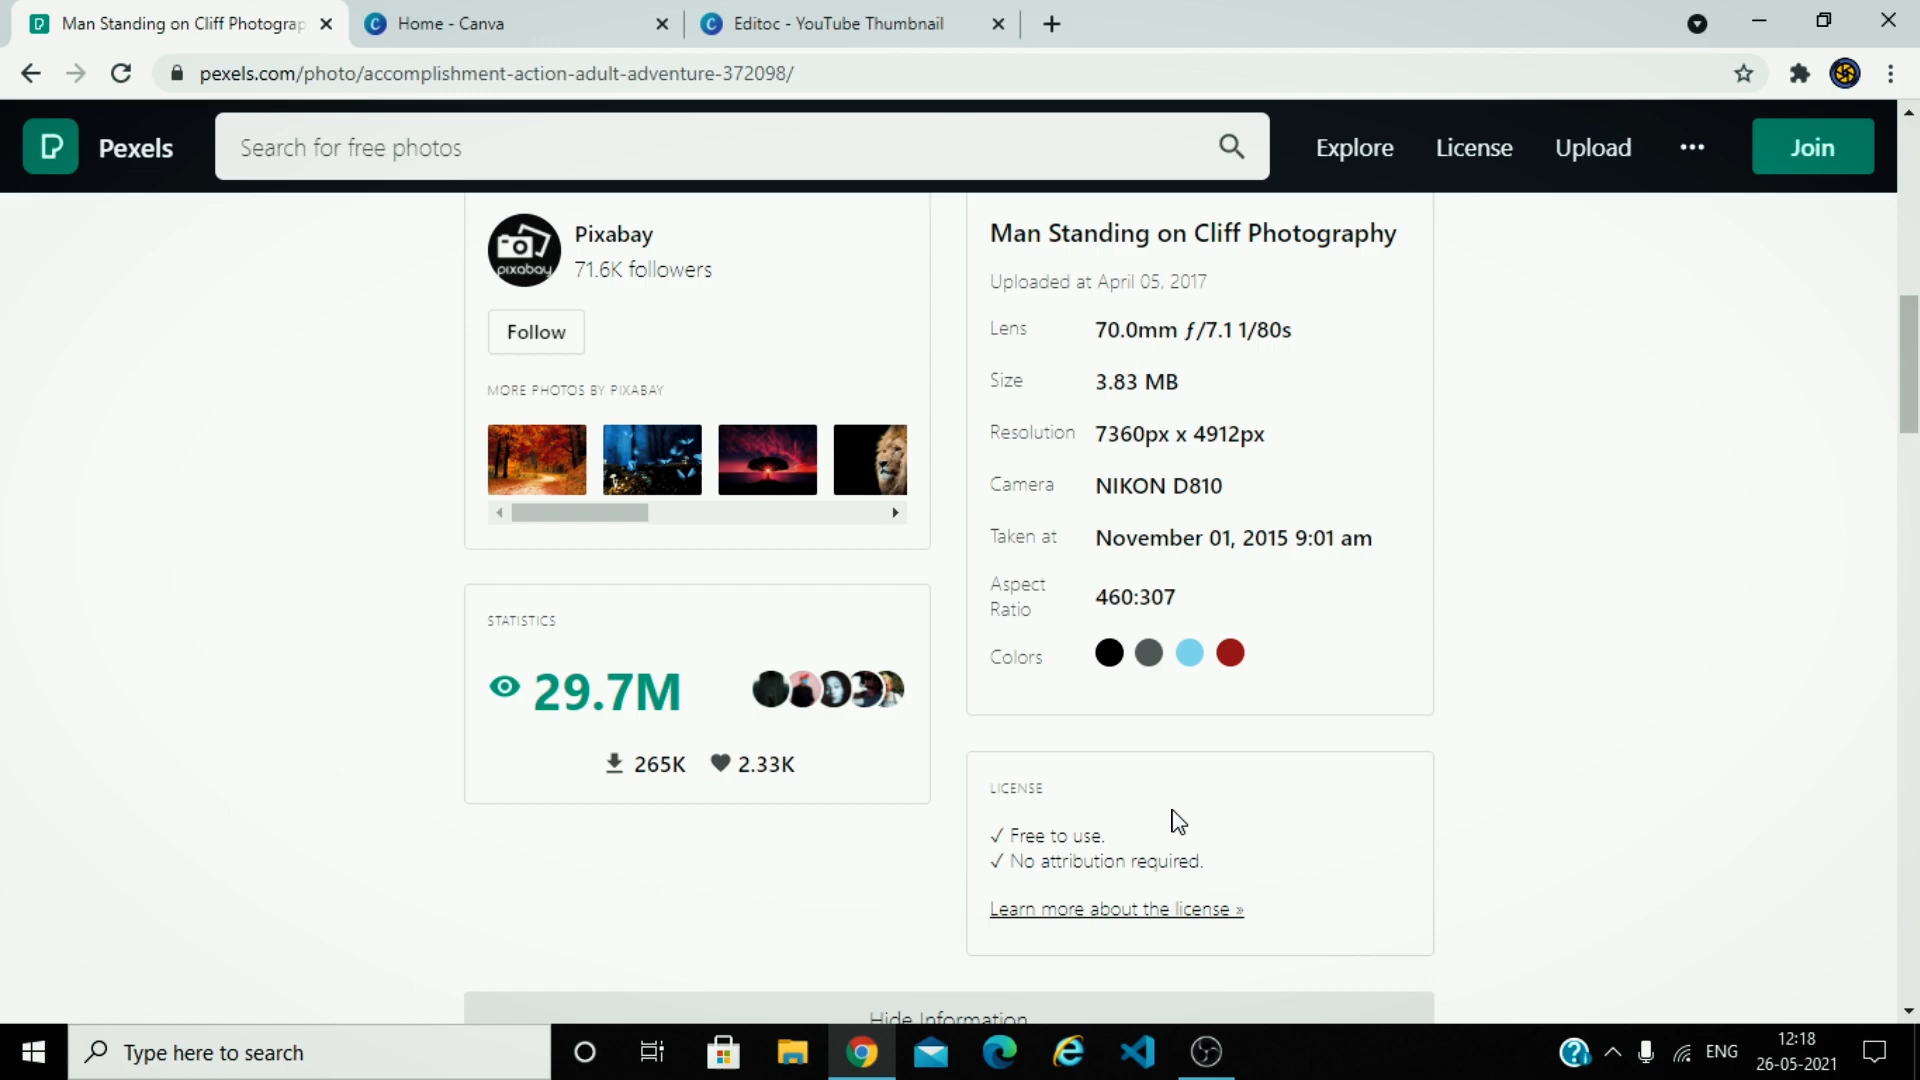 Man Standing on Cliff Photograp
Home - Canva
Editoc - YouTube Thumbnail
pexels.com/photo/accomplishment-action-adult-adventure-372098/
Pexels
Search for free photos
Explore
License
Upload
Join
Pixabay
71.6K followers
pixabay
Follow
MORE PHOTOS BY PIXABAY
STATISTICS
29.7M
265K
2.33K
Man Standing on Cliff Photography
Uploaded at April 05, 2017
Lens 70.0mm ƒ/7.1 1/80s
Size 3.83 MB
Resolution 7360px x 4912px
Camera NIKON D810
Taken at November 01, 2015 9:01 am
Aspect Ratio 460:307
Colors
LICENSE
✓ Free to use.
✓ No attribution required.
Learn more about the license »
Hide Information
Type here to search
ENG
12:18
26-05-2021